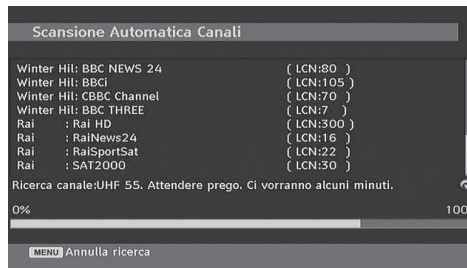 Scansione Automatica Canali
Winter Hil: BBC NEWS 24 ( LCN:80 )
Winter Hil: BBCi ( LCN:105 )
Winter Hil: CBBC Channel ( LCN:70 )
Winter Hil: BBC THREE ( LCN:7 )
Rai : Rai HD ( LCN:300 )
Rai : RaiNews24 ( LCN:16 )
Rai : RaiSportSat ( LCN:22 )
Rai : SAT2000 ( LCN:30 )
Ricerca canale:UHF 55. Attendere prego. Ci vorranno alcuni minuti.
0% 100
MENU Annulla ricerca